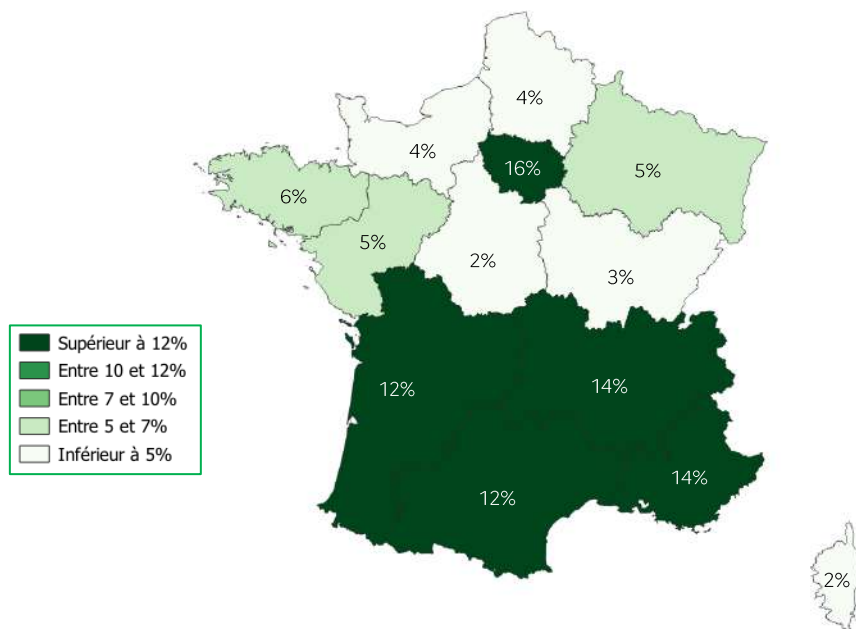 4%
4%
16%
5%
6%
5%
2%
3%
Supérieur à 12%
Entre 10 et 12%
Entre 7 et 10%
Entre 5 et 7%
Inférieur à 5%
12%
14%
14%
12%
2%